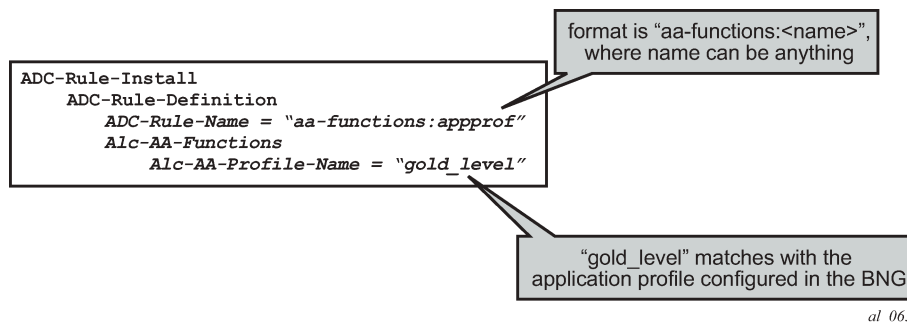 format is “aa-functions:<name>”,
where name can be anything
ADC-Rule-Install
ADC-Rule-Definition
ADC-Rule-Name = “aa-functions:appprof”
Alc-AA-Functions
Alc-AA-Profile-Name = “gold_level”
“gold_level” matches with the
application profile configured in the BNG
al_06